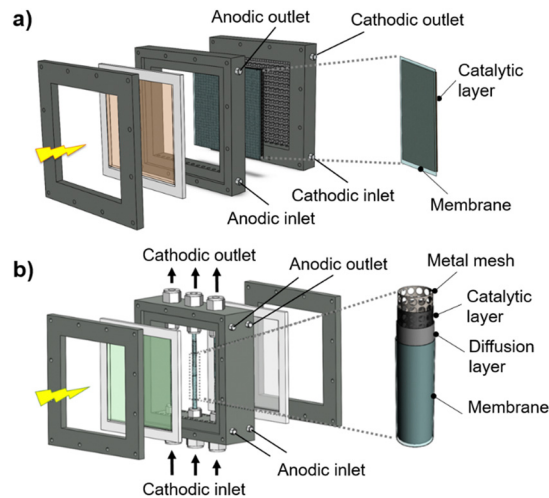 a)
Anodic outlet
Cathodic outlet
Catalytic
layer
Membrane
Cathodic inlet
Anodic inlet
b)
Cathodic outlet
Anodic outlet
Metal mesh
Catalytic
layer
Diffusion
layer
Membrane
Anodic inlet
Cathodic inlet